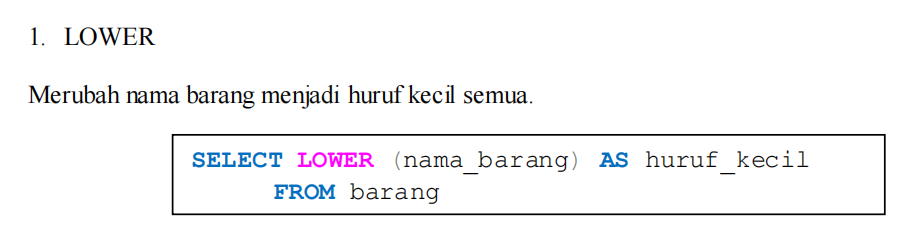 1. LOWER
Merubah nama barang menjadi huruf kecil semua.
SELECT LOWER (nama_barang) AS huruf_kecil
FROM barang